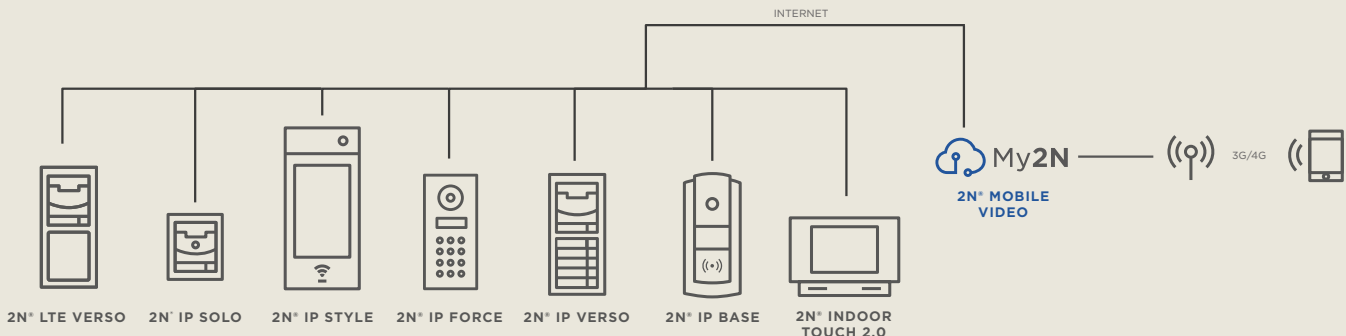 INTERNET
My2N
3G/4G
2N® MOBILE
VIDEO
2N® LTE VERSO
2N® IP SOLO
2N® IP STYLE
2N® IP FORCE
2N® IP VERSO
2N® IP BASE
2N® INDOOR
TOUCH 2.0